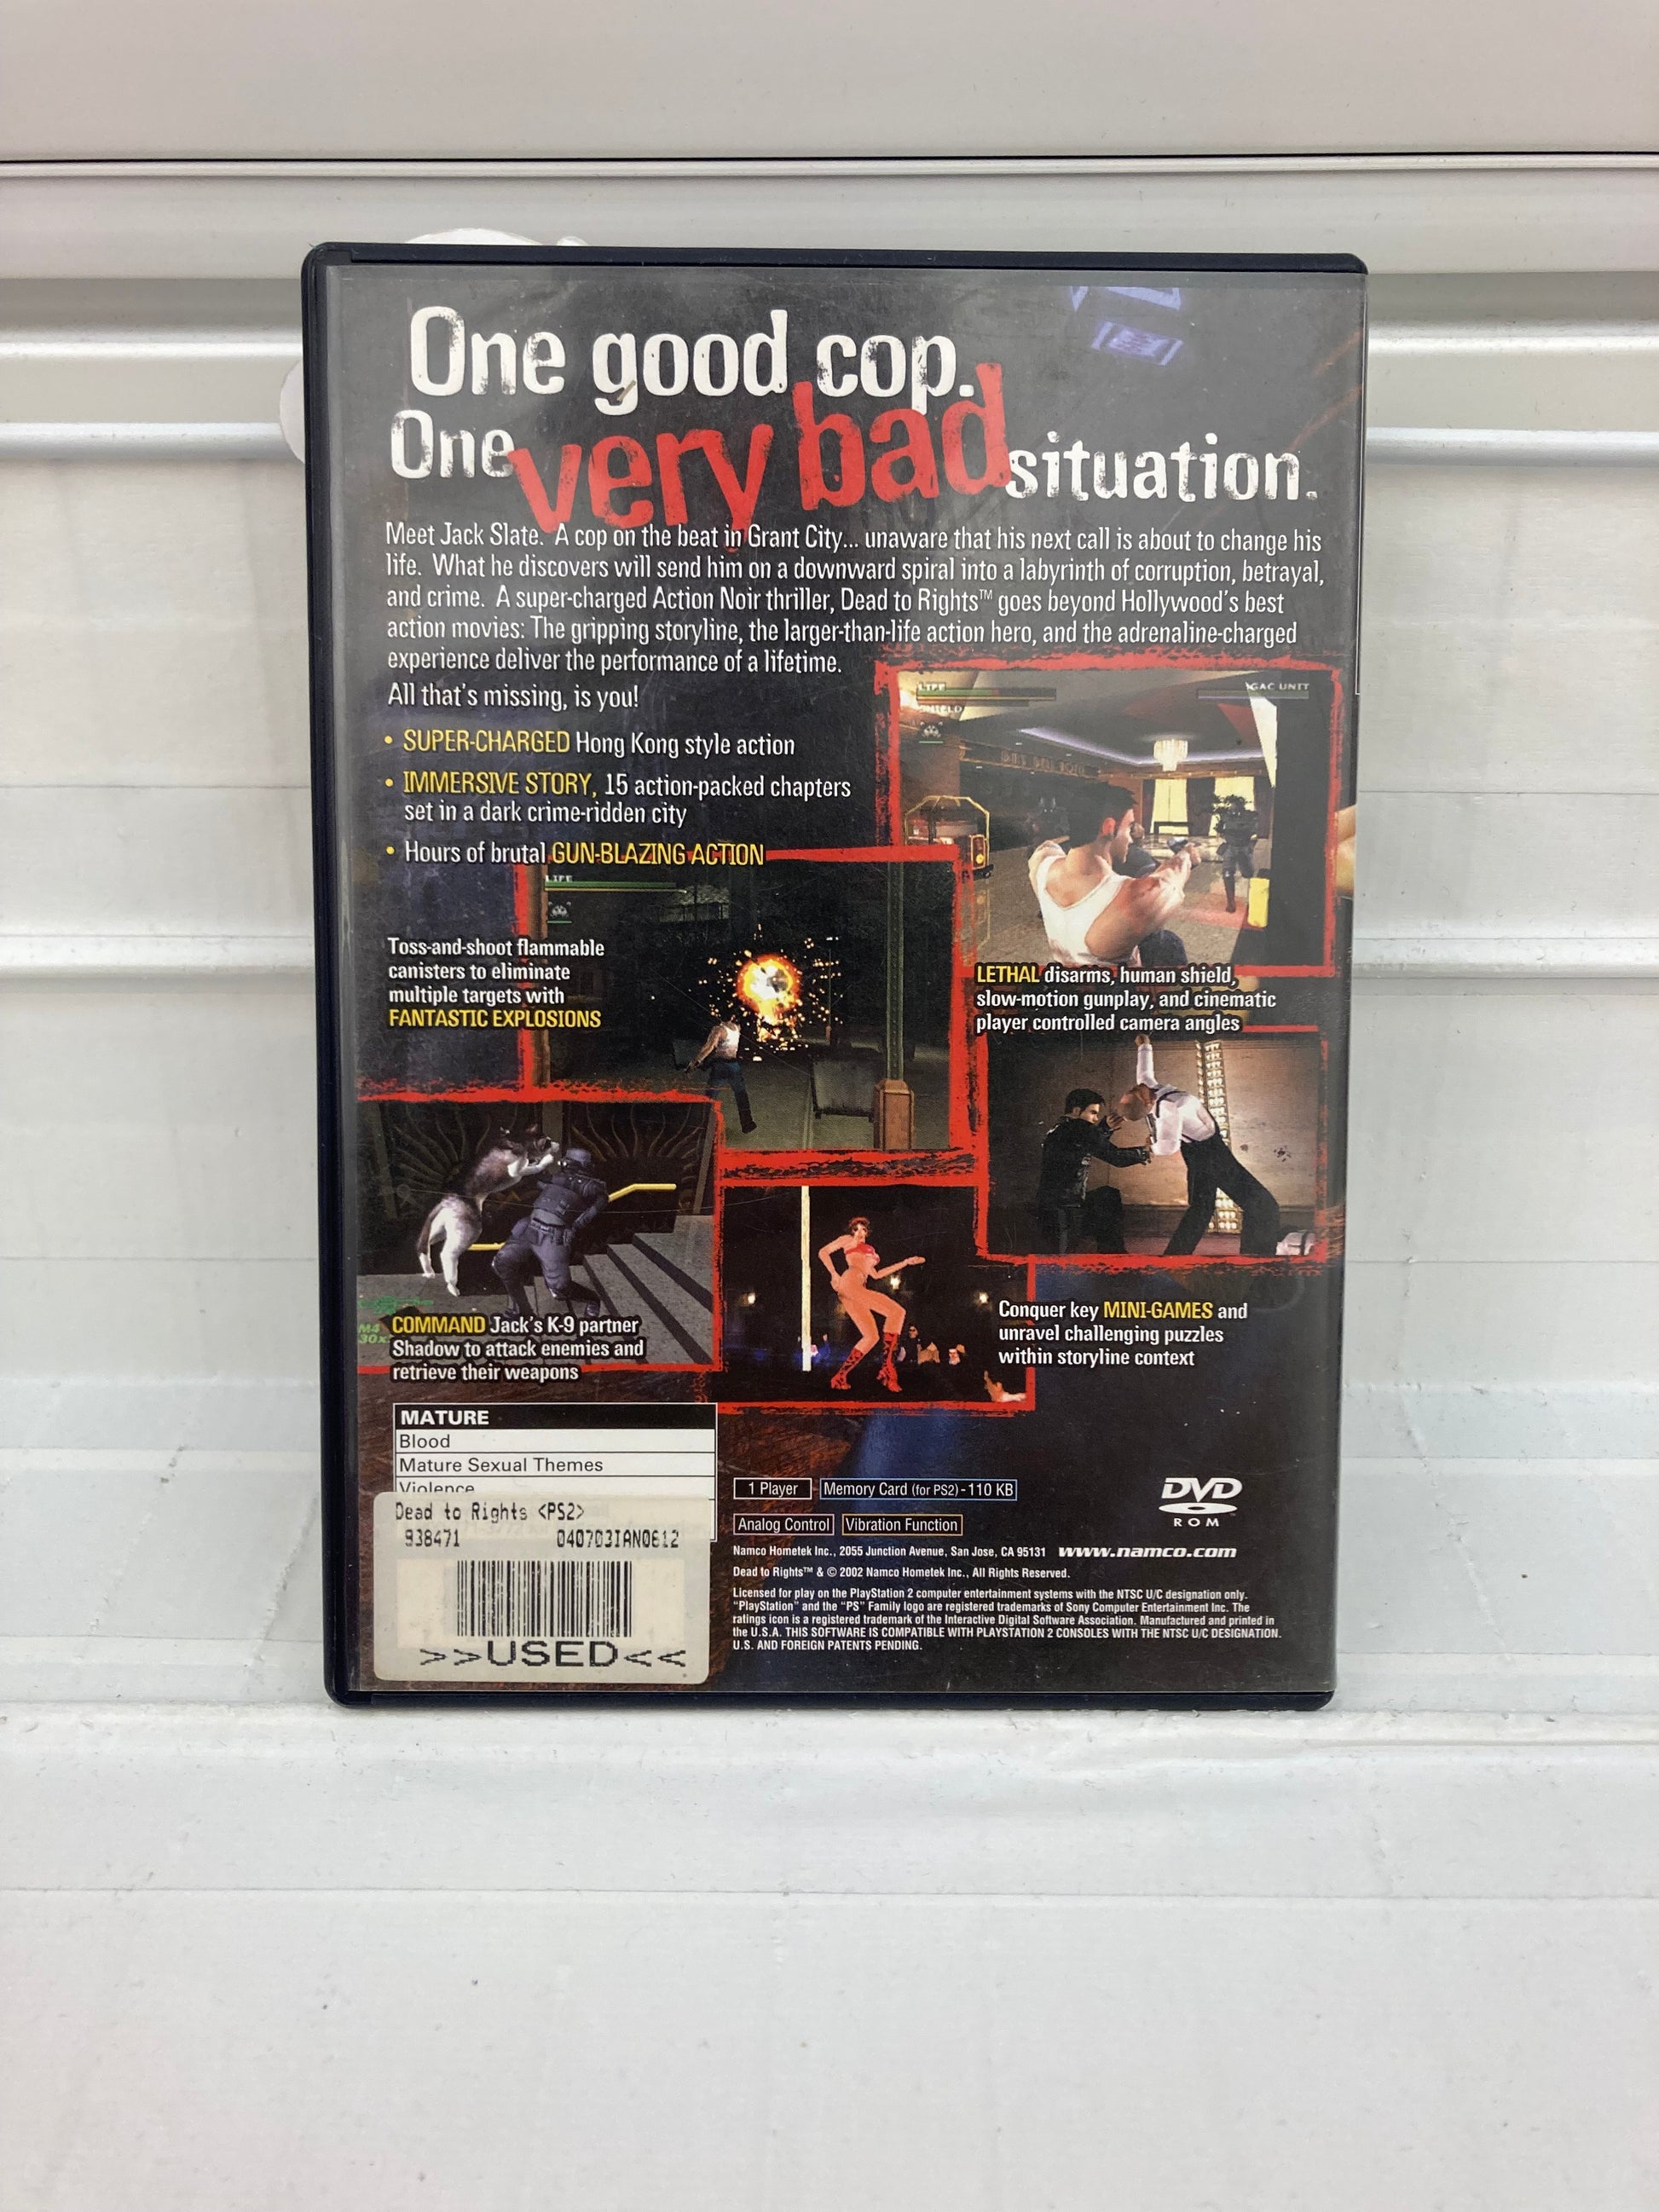 One good cop.
One very bad situation.
Meet Jack Slate. A cop on the beat in Grant City... unaware that his next call is about to change his
life. What he discovers will send him on a downward spiral into a labyrinth of corruption, betrayal,
and crime. A super-charged Action Noir thriller, Dead to Rights™ goes beyond Hollywood's best
action movies: The gripping storyline, the larger-than-life action hero, and the adrenaline-charged
experience deliver the performance of a lifetime.
All that's missing, is you!
• SUPER-CHARGED Hong Kong style action
• IMMERSIVE STORY, 15 action-packed chapters
set in a dark crime-ridden city
• Hours of brutal GUN-BLAZING ACTION
LIFE
SHIELD
GAC UNIT
LIFE
Toss-and-shoot flammable
canisters to eliminate
multiple targets with
FANTASTIC EXPLOSIONS
LETHAL disarms, human shield,
slow-motion gunplay, and cinematic
player controlled camera angles
M4
30x
COMMAND Jack's K-9 partner
Shadow to attack enemies and
retrieve their weapons
Conquer key MINI-GAMES and
unravel challenging puzzles
within storyline context
MATURE
Blood
Mature Sexual Themes
Violence
Dead to Rights <PS2>
938471 040703IAN0612
>>USED<<
1 Player
Memory Card (for PS2) - 110 KB
Analog Control
Vibration Function
DVD
ROM
Namco Hometek Inc., 2055 Junction Avenue, San Jose, CA 95131 www.namco.com
Dead to Rights™ & © 2002 Namco Hometek Inc., All Rights Reserved.
Licensed for play on the PlayStation 2 computer entertainment systems with the NTSC U/C designation only.
"PlayStation" and the "PS" Family logo are registered trademarks of Sony Computer Entertainment Inc. The
ratings icon is a registered trademark of the Interactive Digital Software Association. Manufactured and printed in
the U.S.A. THIS SOFTWARE IS COMPATIBLE WITH PLAYSTATION 2 CONSOLES WITH THE NTSC U/C DESIGNATION.
U.S. AND FOREIGN PATENTS PENDING.